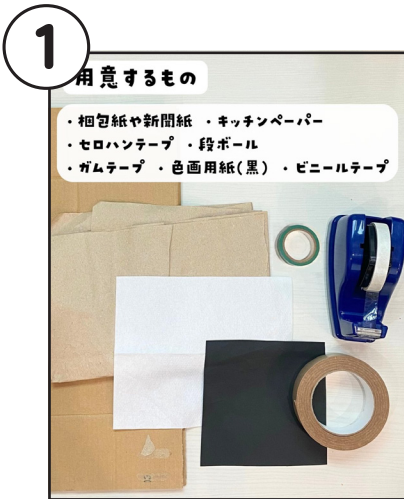 1
用意するもの
・梱包紙や新聞紙 ・キッチンペーパー
・セロハンテープ ・段ボール
・ガムテープ ・色画用紙(黒) ・ビニールテープ